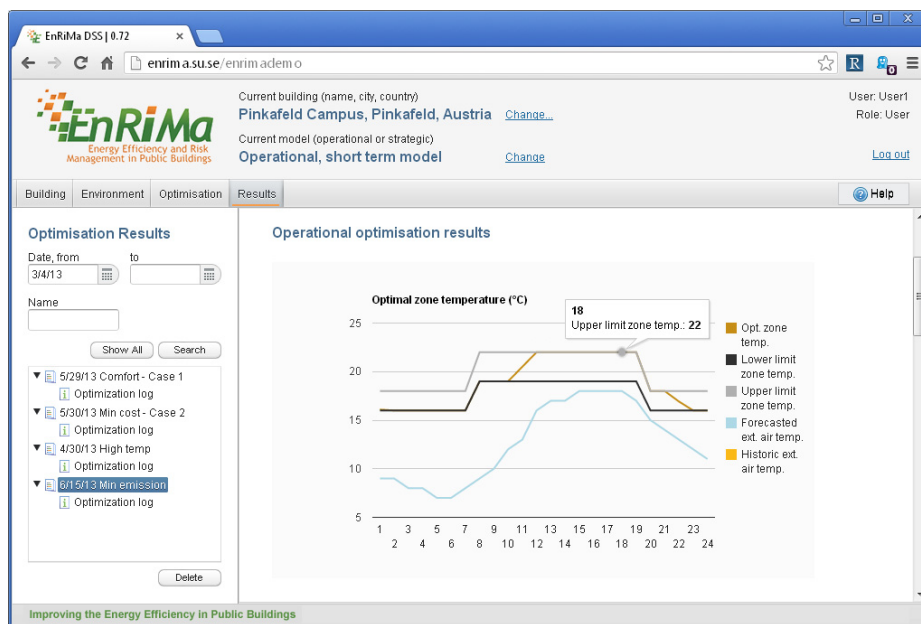 EnRiMa DSS | 0.72
enrima.su.se/enrimademo
EnRiMa
Energy Efficiency and Risk
Management in Public Buildings
Current building (name, city, country)
Pinkafeld Campus, Pinkafeld, Austria Change...
Current model (operational or strategic)
Operational, short term model Change
User: User1
Role: User
Log out
Building Environment Optimisation Results Help
Optimisation Results
Date, from to
3/4/13
Name
Show All Search
5/29/13 Comfort - Case 1
Optimization log
5/30/13 Min cost - Case 2
Optimization log
4/30/13 High temp
Optimization log
6/15/13 Min emission
Optimization log
Delete
Operational optimisation results
Optimal zone temperature (°C)
18
Upper limit zone temp.: 22
25
20
15
10
5
1 3 5 7 9 11 13 15 17 19 21 23
2 4 6 8 10 12 14 16 18 20 22 24
Opt. zone
temp.
Lower limit
zone temp.
Upper limit
zone temp.
Forecasted
ext. air temp.
Historic ext.
air temp.
Improving the Energy Efficiency in Public Buildings